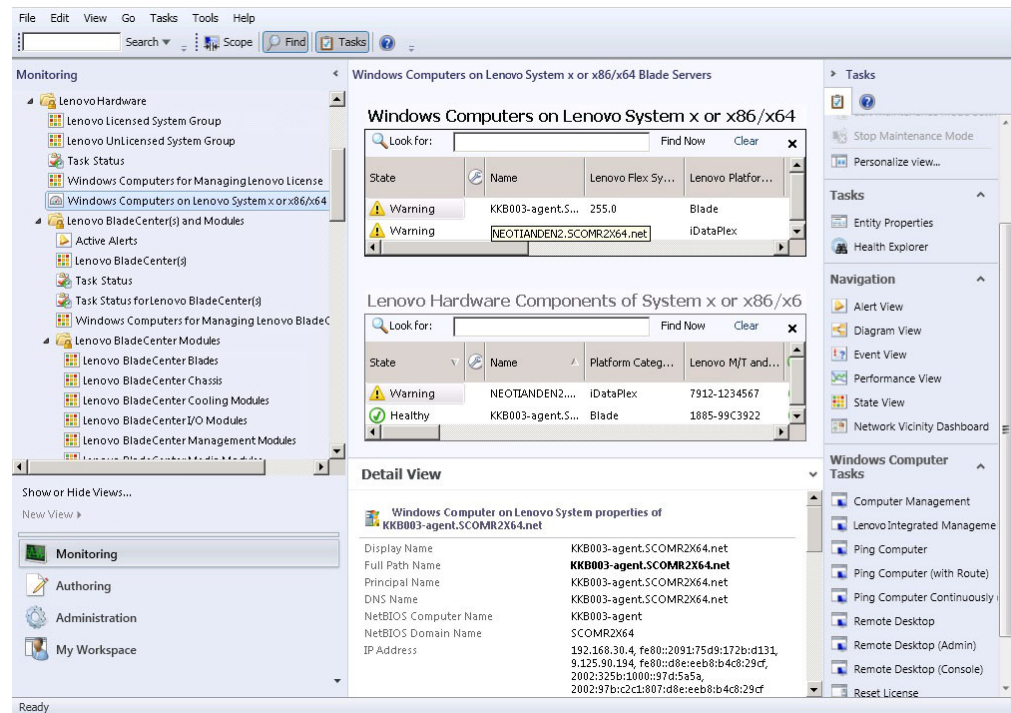 File Edit View Go Tasks Tools Help
Search Scope Find Tasks
Monitoring
Lenovo Hardware
Lenovo Licensed System Group
Lenovo UnLicensed System Group
Task Status
Windows Computers for Managing Lenovo License
Windows Computers on Lenovo System x or x86/x64
Lenovo BladeCenter(s) and Modules
Active Alerts
Lenovo BladeCenter(s)
Task Status
Task Status for Lenovo BladeCenter(s)
Windows Computers for Managing Lenovo BladeC
Lenovo BladeCenter Modules
Lenovo BladeCenter Blades
Lenovo BladeCenter Chassis
Lenovo BladeCenter Cooling Modules
Lenovo BladeCenter I/O Modules
Lenovo BladeCenter Management Modules
Show or Hide Views...
New View
Monitoring
Authoring
Administration
My Workspace
Windows Computers on Lenovo System x or x86/x64 Blade Servers
Windows Computers on Lenovo System x or x86/x64
Look for: Find Now Clear
State Name Lenovo Flex Sy... Lenovo Platfor...
Warning KKB003-agent.S... 255.0 Blade
Warning NEOTIANDEN2.SCOMR2X64.net iDataPlex
Lenovo Hardware Components of System x or x86/x6
Look for: Find Now Clear
State Name Platform Categ... Lenovo M/T and...
Warning NEOTIANDEN2.... iDataPlex 7912-1234567
Healthy KKB003-agent.S... Blade 1885-99C3922
Detail View
Windows Computer on Lenovo System properties of
KKB003-agent.SCOMR2X64.net
Display Name KKB003-agent.SCOMR2X64.net
Full Path Name KKB003-agent.SCOMR2X64.net
Principal Name KKB003-agent.SCOMR2X64.net
DNS Name KKB003-agent.SCOMR2X64.net
NetBIOS Computer Name KKB003-agent
NetBIOS Domain Name SCOMR2X64
IP Address 192.168.30.4, fe80::2091:75d9:172b:d131,
9.125.90.194, fe80::d8e:eeb8:b4c8:29cf,
2002:325b:1000::97d:5a5a,
2002:97b:c2c1:807:d8e:eeb8:b4c8:29cf
Tasks
Stop Maintenance Mode
Personalize view...
Tasks
Entity Properties
Health Explorer
Navigation
Alert View
Diagram View
Event View
Performance View
State View
Network Vicinity Dashboard
Windows Computer
Tasks
Computer Management
Lenovo Integrated Manageme
Ping Computer
Ping Computer (with Route)
Ping Computer Continuously
Remote Desktop
Remote Desktop (Admin)
Remote Desktop (Console)
Reset License
Ready